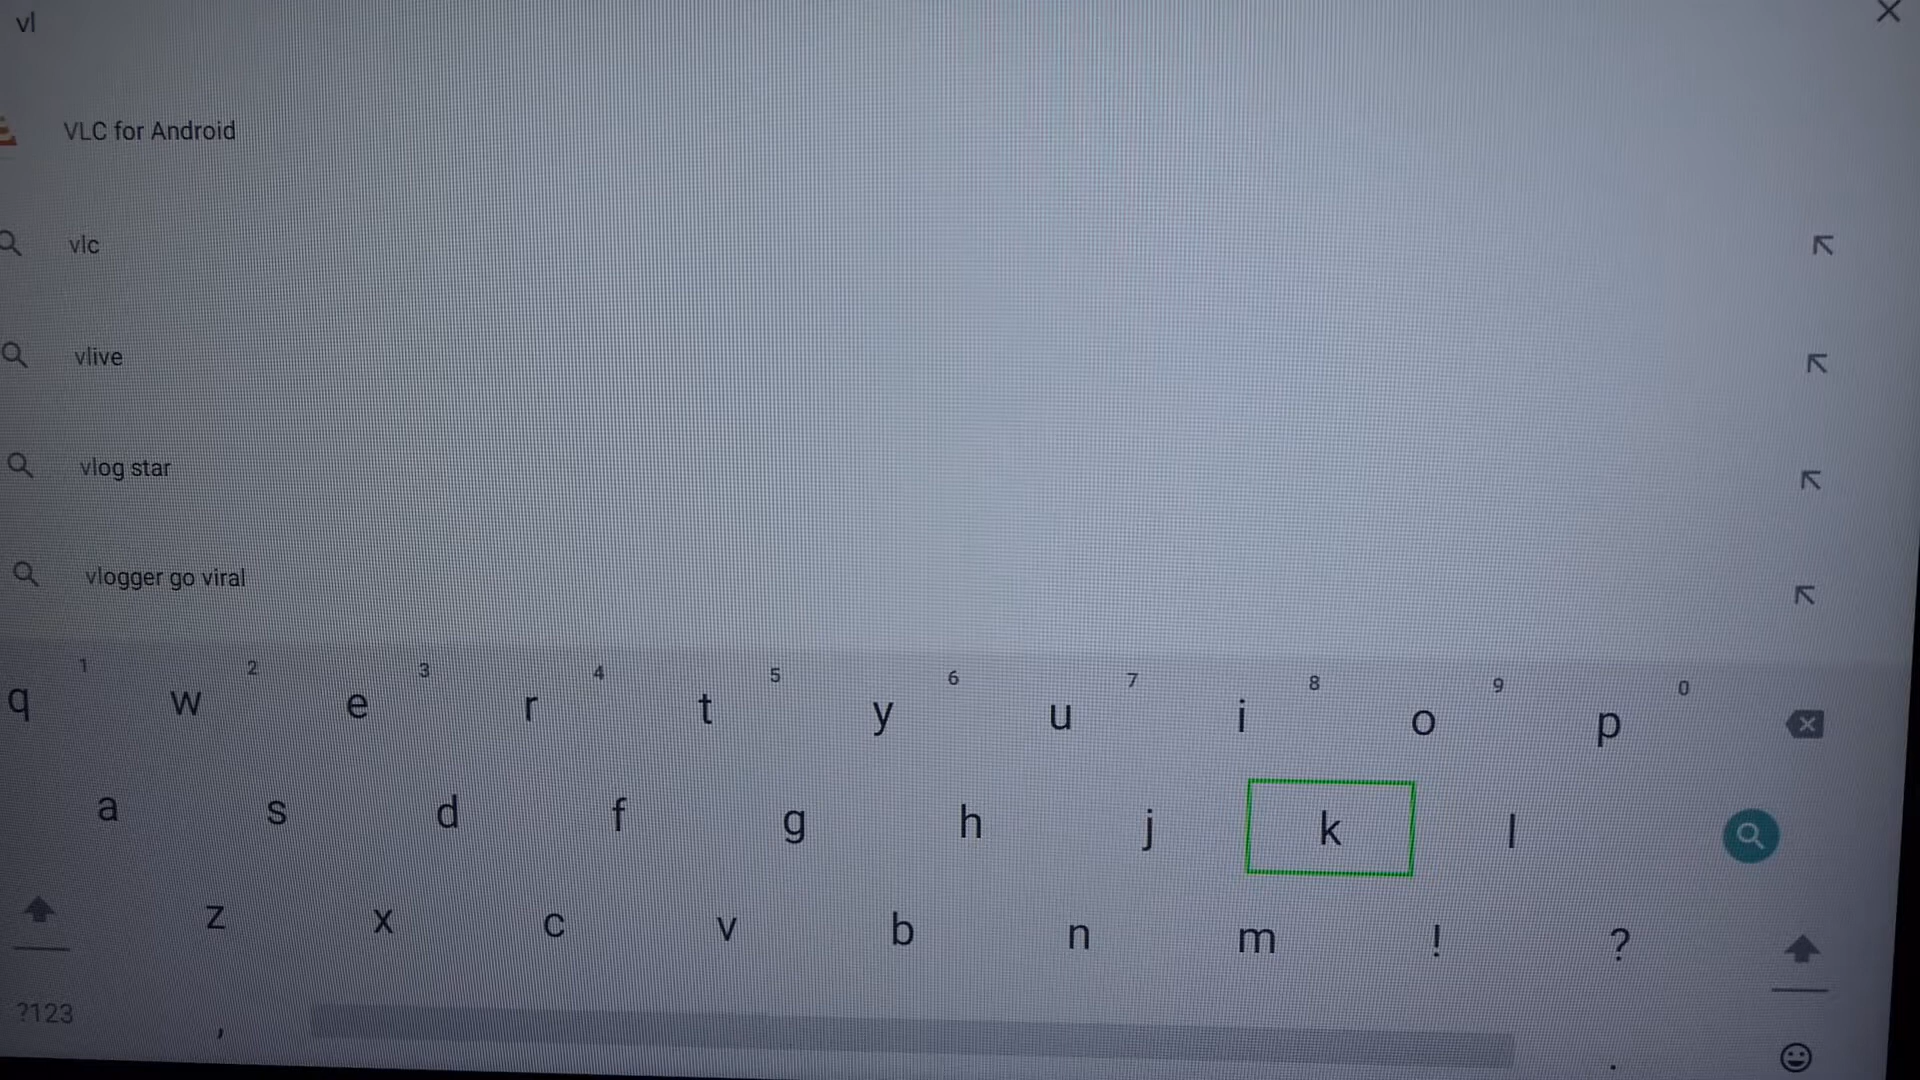 vl
VLC for Android
vlc
vlive
vlog star
vlogger go viral
1 2 3 4 5 6 7 8 9 0
q w e r t y u i o p
a s d f g h j k l
z x c v b n m ! ?
?123 , .